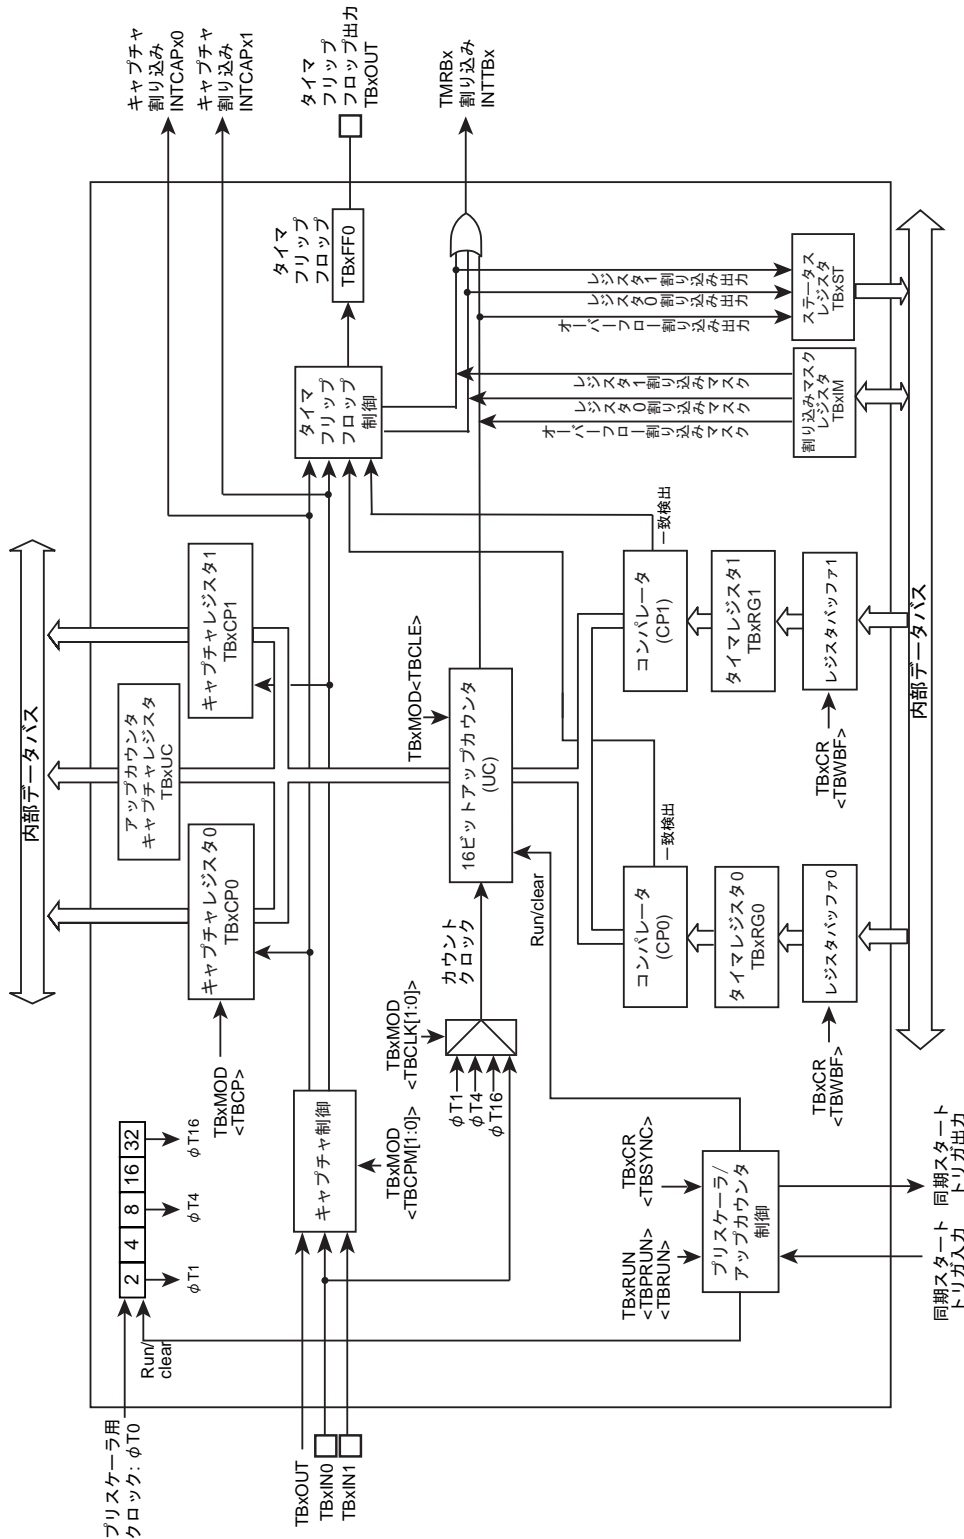 内部データバス
プリスケーラ用
クロック: φT0
2
4
8
16
32
φT1
φT4
φT16
Run/
clear
TBxMOD
<TBCP>
キャプチャレジスタ0
TBxCP0
アップカウンタ
キャプチャレジスタ
TBxUC
キャプチャレジスタ1
TBxCP1
キャプチャ
割り込み
INTCAPx0
キャプチャ
割り込み
INTCAPx1
TBxOUT
TBxIN0
TBxIN1
キャプチャ制御
TBxMOD
<TBCPM[1:0]>
TBxMOD
<TBCLK[1:0]>
φT1
φT4
φT16
カウント
クロック
16ビットアップカウンタ
(UC)
TBxMOD<TBCLE>
Run/clear
タイマ
フリップ
フロップ
制御
タイマ
フリップ
フロップ
TBxFF0
タイマ
フリップ
フロップ出力
TBxOUT
TMRBx
割り込み
INTTBx
TBxRUN
<TBPRUN>
<TBRUN>
TBxCR
<TBSYNC>
プリスケーラ/
アップカウンタ
制御
同期スタート
トリガ入力
同期スタート
トリガ出力
一致検出
コンパレータ
(CP0)
タイマレジスタ0
TBxRG0
レジスタバッファ0
TBxCR
<TBWBF>
一致検出
コンパレータ
(CP1)
タイマレジスタ1
TBxRG1
レジスタバッファ1
TBxCR
<TBWBF>
レジスタ1割り込みマスク
レジスタ0割り込みマスク
オーバーフロー割り込みマスク
割り込みマスク
レジスタ
TBxIM
レジスタ1割り込み出力
レジスタ0割り込み出力
オーバーフロー割り込み出力
ステータス
レジスタ
TBxST
内部データバス